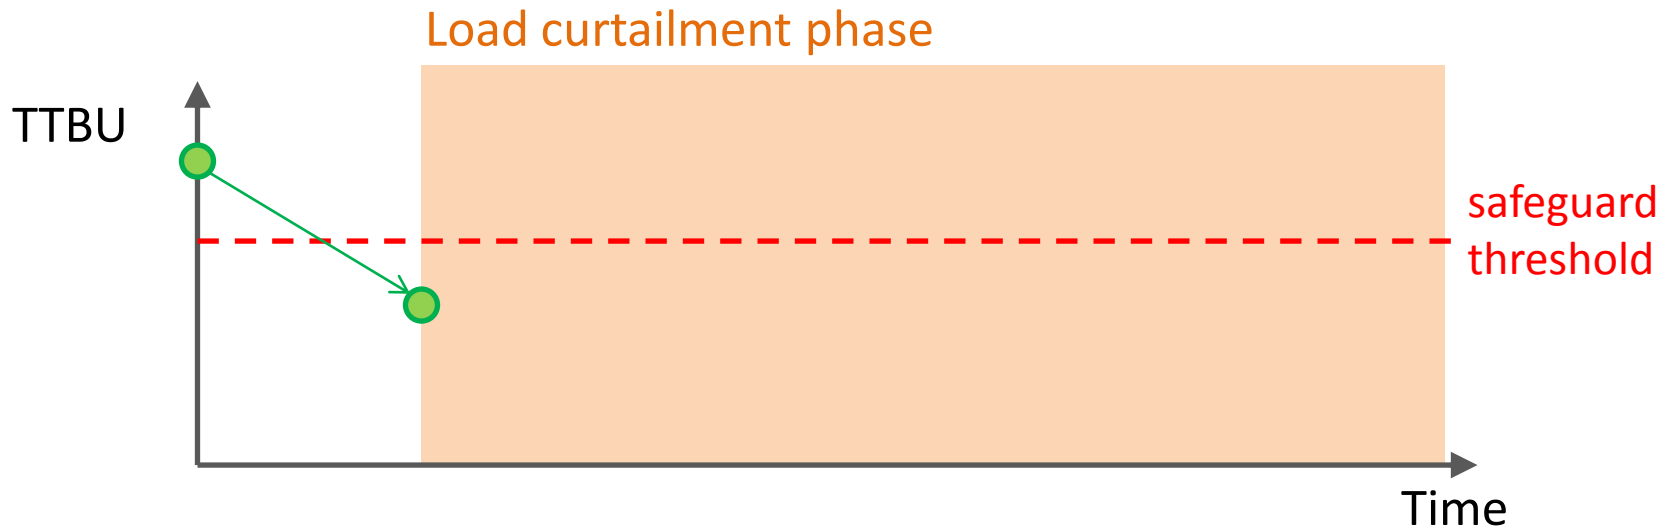 Load curtailment phase
TTBU
safeguard
threshold
Time